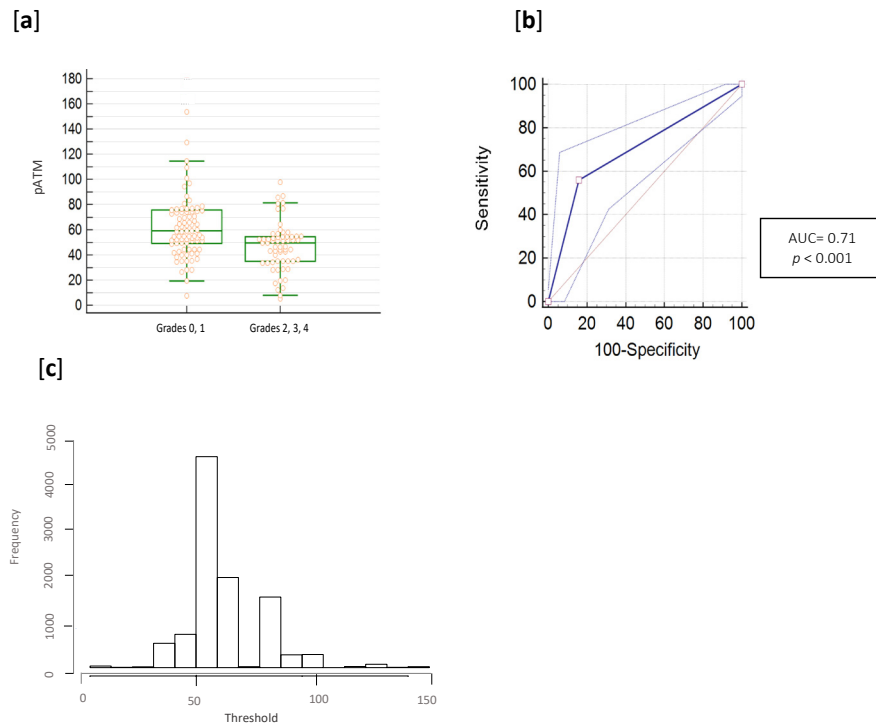 [a]
180
160
140
120
100
80
60
40
20
0
pATM
Grades 0, 1
Grades 2, 3, 4
[b]
100
80
60
40
20
0
Sensitivity
0 20 40 60 80 100
100-Specificity
AUC= 0.71
p < 0.001
[c]
5000
4000
3000
2000
1000
0
Frequency
0 50 100 150
Threshold